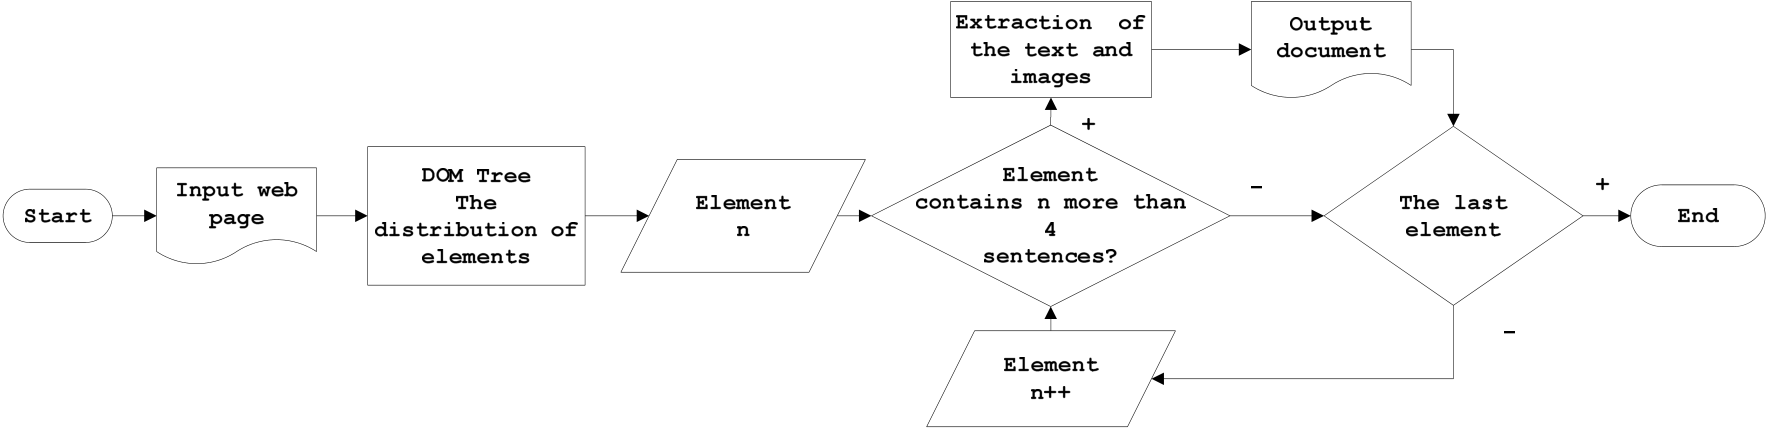 Start
Input web
page
DOM Tree
The
distribution of
elements
Element
n
Element
contains n more than
4
sentences?
+
Extraction of
the text and
images
Output
document
-
The last
element
+
End
-
Element
n++